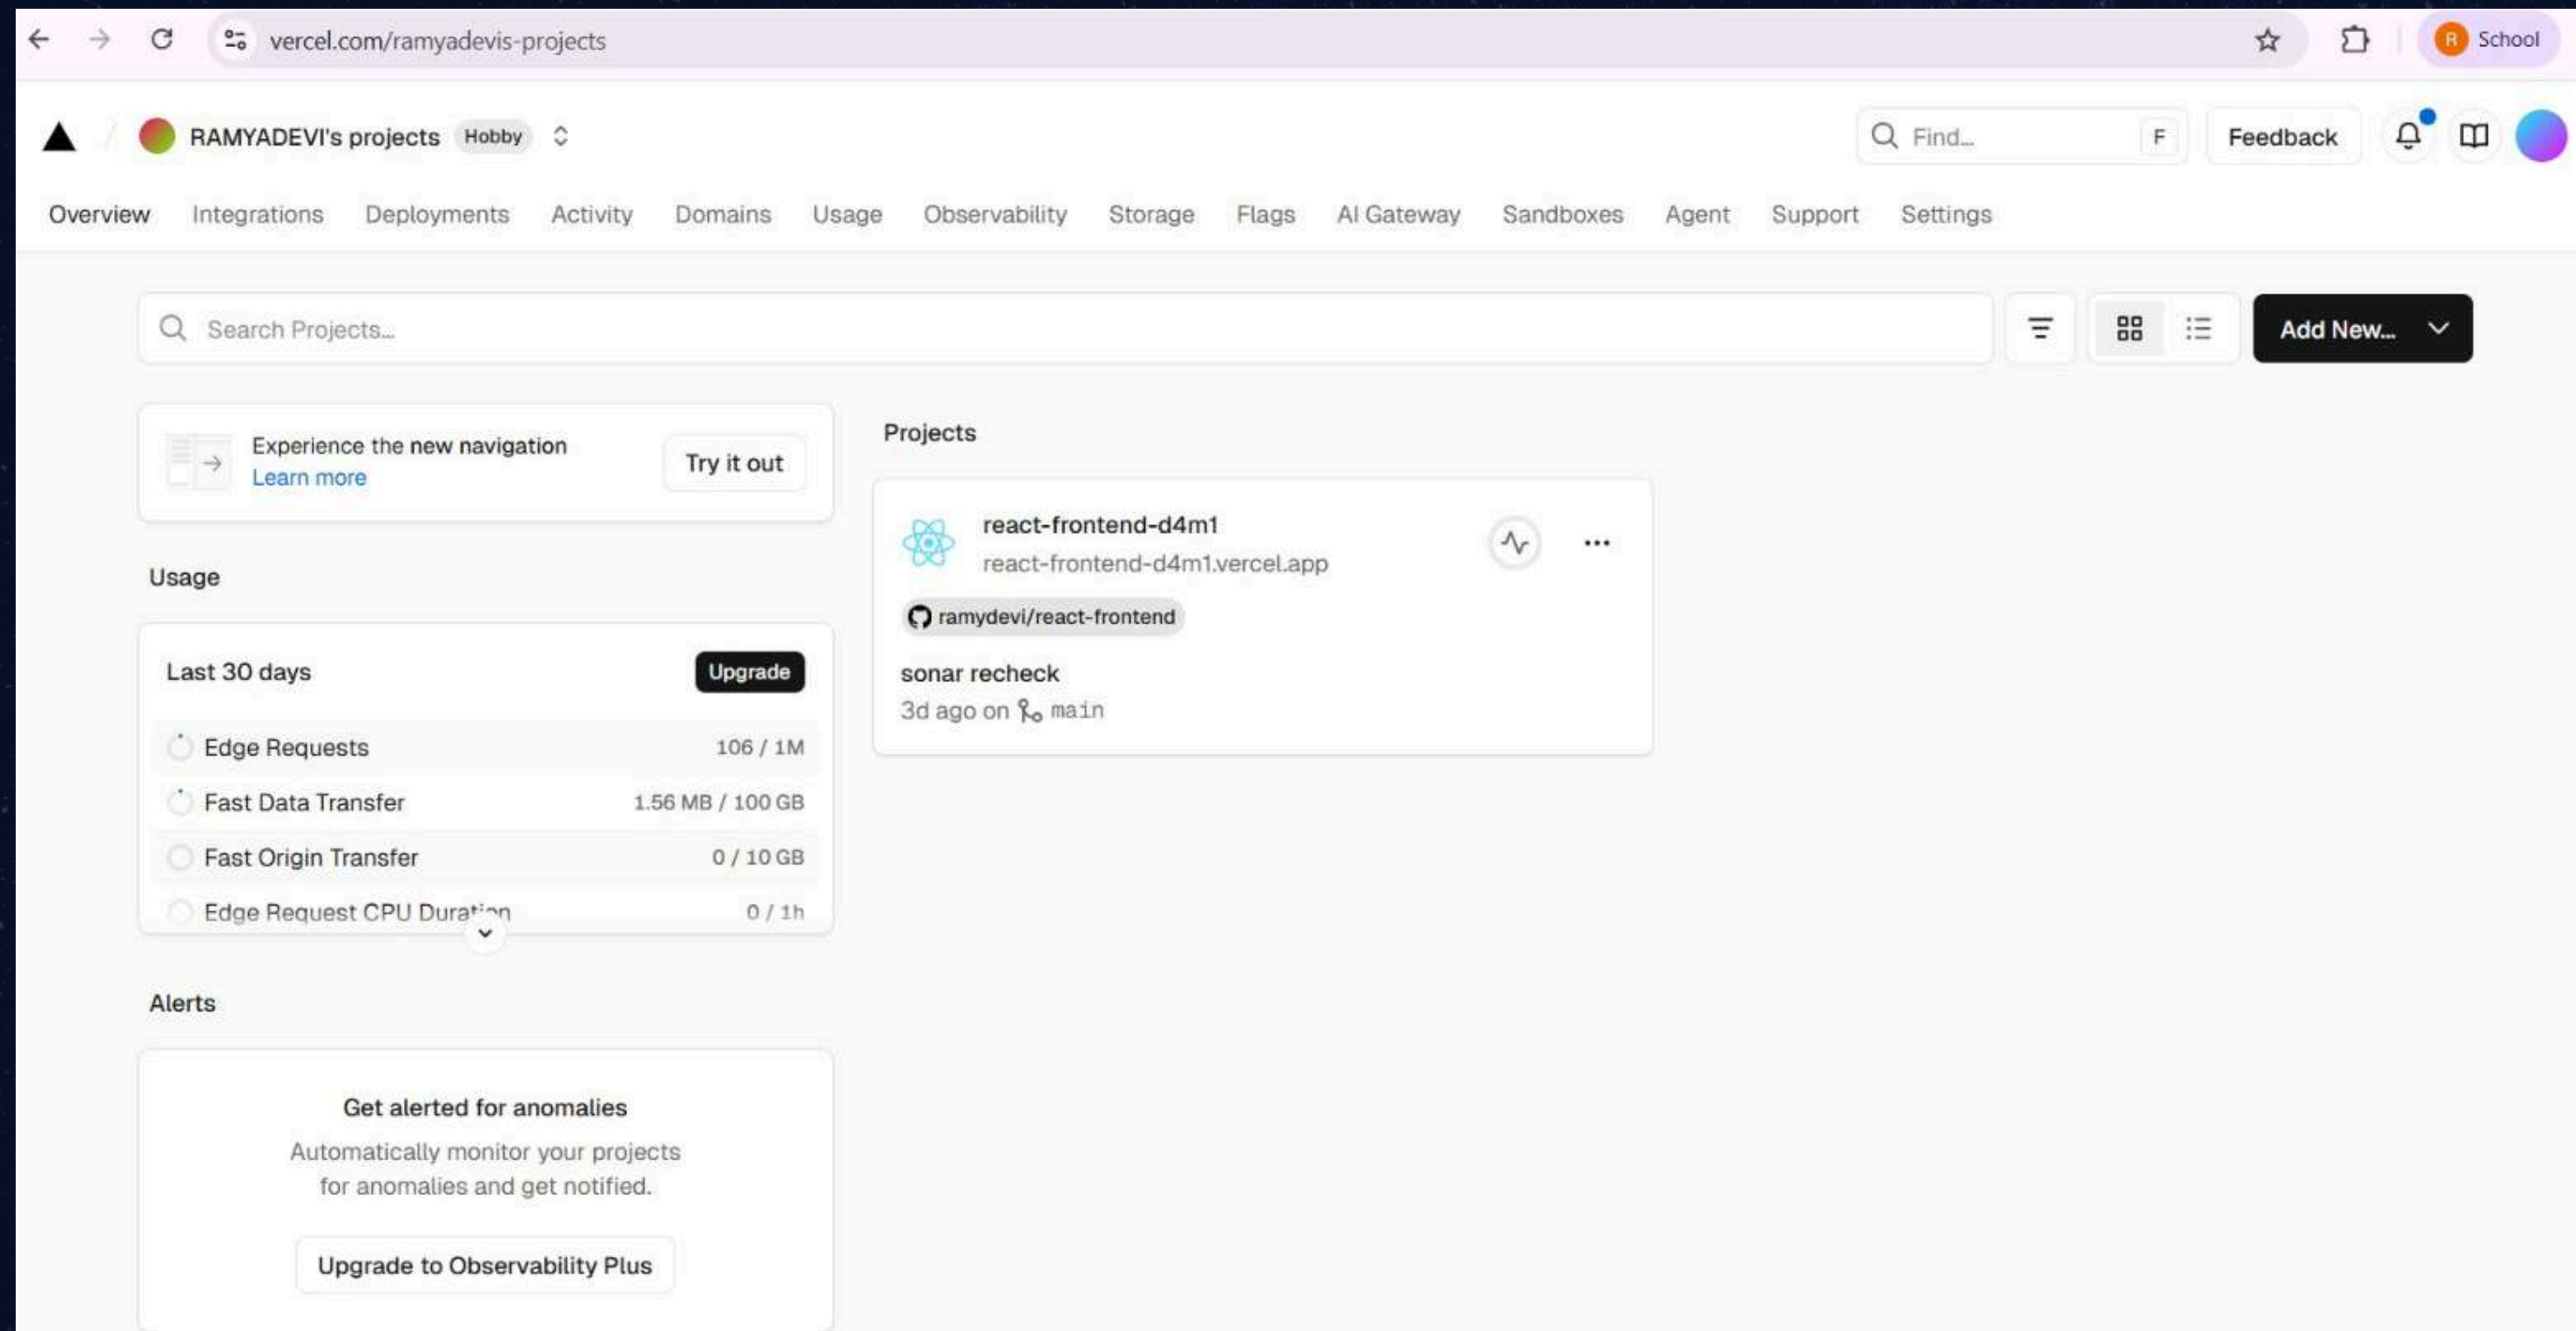 vercel.com/ramyadevis-projects
R School
RAMYADEVI's projects Hobby
Find...
F
Feedback
Overview Integrations Deployments Activity Domains Usage Observability Storage Flags AI Gateway Sandboxes Agent Support Settings
Search Projects...
Add New...
Experience the new navigation
Learn more
Try it out
Usage
Last 30 days
Upgrade
Edge Requests 106 / 1M
Fast Data Transfer 1.56 MB / 100 GB
Fast Origin Transfer 0 / 10 GB
Edge Request CPU Duration 0 / 1h
Alerts
Get alerted for anomalies
Automatically monitor your projects
for anomalies and get notified.
Upgrade to Observability Plus
Projects
react-frontend-d4m1
react-frontend-d4m1.vercel.app
ramydevi/react-frontend
sonar recheck
3d ago on main